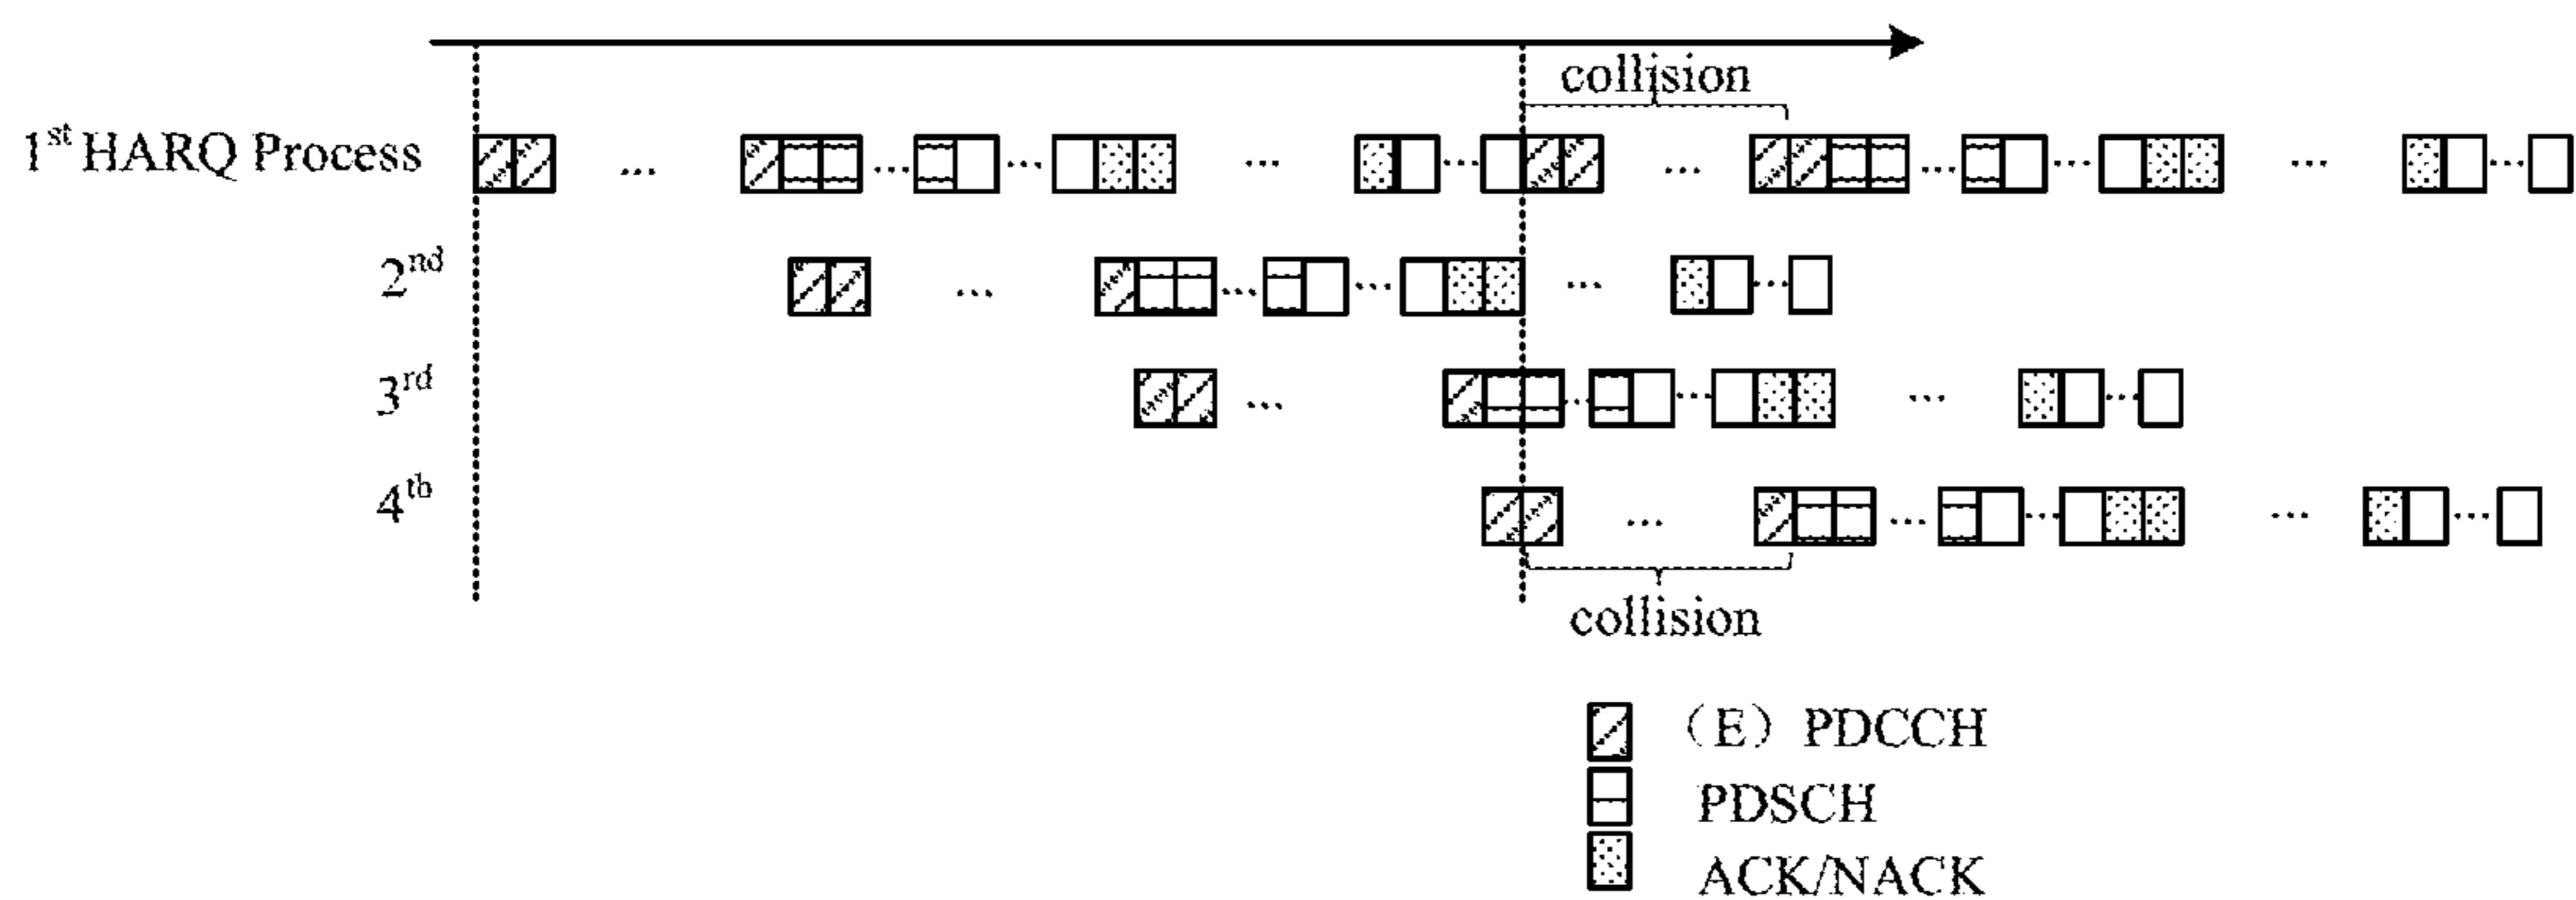 collision
1st HARQ Process ... ... ... ... ... ... ... ... ...
2nd ... ... ... ... ...
3rd ... ... ... ... ...
4th ... ... ... ... ...
collision
（E）PDCCH
PDSCH
ACK/NACK